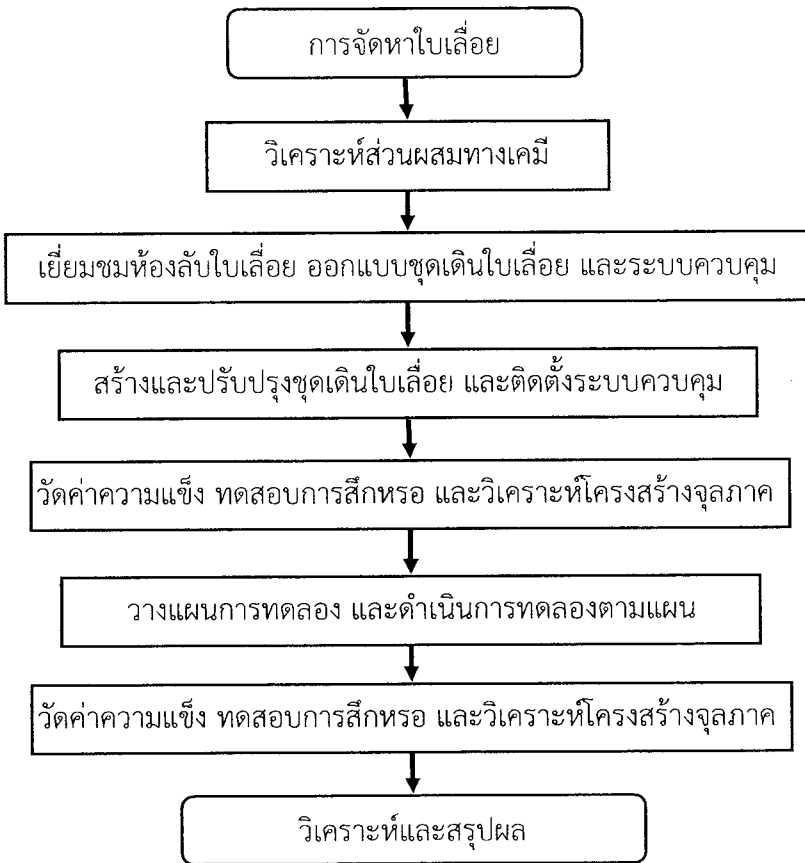 การจัดหาใบเลื่อย
วิเคราะห์ส่วนผสมทางเคมี
เยี่ยมชมห้องลับใบเลื่อย ออกแบบชุดเดินใบเลื่อย และระบบควบคุม
สร้างและปรับปรุงชุดเดินใบเลื่อย และติดตั้งระบบควบคุม
วัดค่าความแข็ง ทดสอบการสึกหรอ และวิเคราะห์โครงสร้างจุลภาค
วางแผนการทดลอง และดำเนินการทดลองตามแผน
วัดค่าความแข็ง ทดสอบการสึกหรอ และวิเคราะห์โครงสร้างจุลภาค
วิเคราะห์และสรุปผล